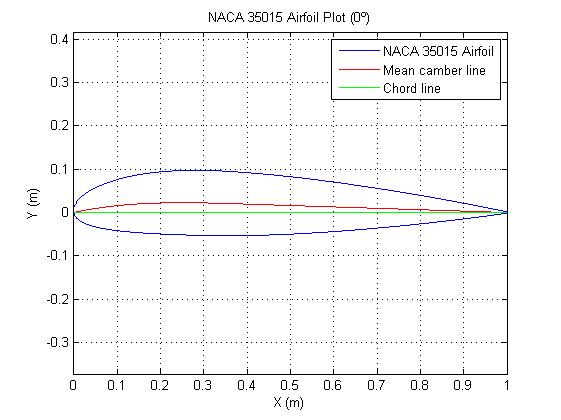 NACA 35015 Airfoil Plot (0º)
NACA 35015 Airfoil
Mean camber line
Chord line
Y (m)
0.4
0.3
0.2
0.1
0
-0.1
-0.2
-0.3
0 0.1 0.2 0.3 0.4 0.5 0.6 0.7 0.8 0.9 1
X (m)